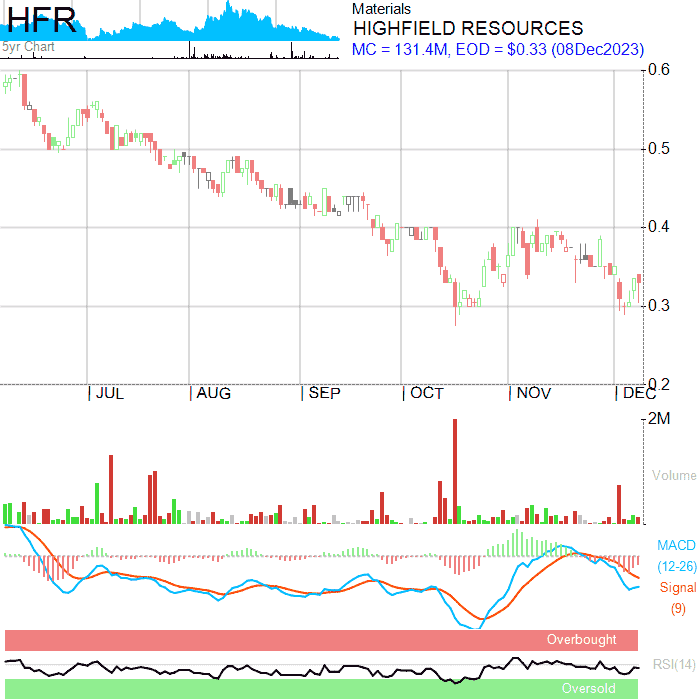 HFR
5yr Chart
Materials
HIGHFIELD RESOURCES
MC = 131.4M, EOD = $0.33 (08Dec2023)
0.6
0.5
0.4
0.3
0.2
JUL AUG SEP OCT NOV DEC
2M
Volume
MACD
(12-26)
Signal
(9)
Overbought
RSI(14)
Oversold